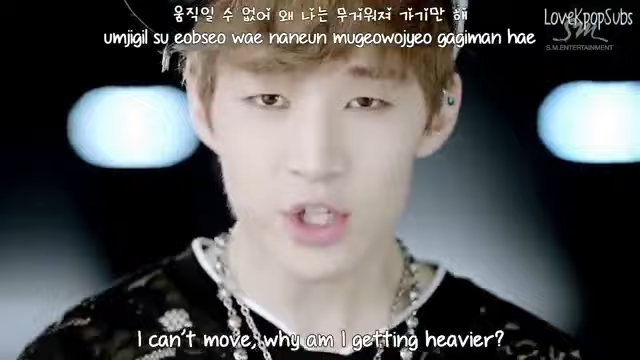 움직일 수 없어 왜 나는 무거워져 가기만 해
umjigil su eobseo wae naneun mugeowojyeo gagiman hae
LoveKpopSubs
SM
S.M.ENTERTAINMENT
I can't move, why am I getting heavier?